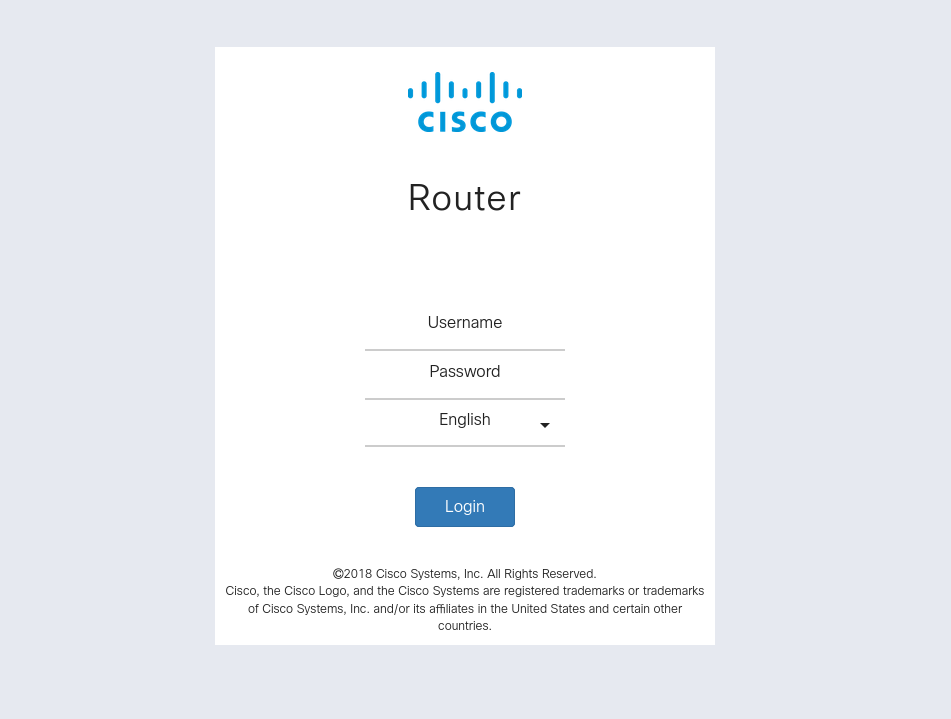 CISCO
Router
Username
Password
English
Login
©2018 Cisco Systems, Inc. All Rights Reserved.
Cisco, the Cisco Logo, and the Cisco Systems are registered trademarks or trademarks
of Cisco Systems, Inc. and/or its affiliates in the United States and certain other
countries.